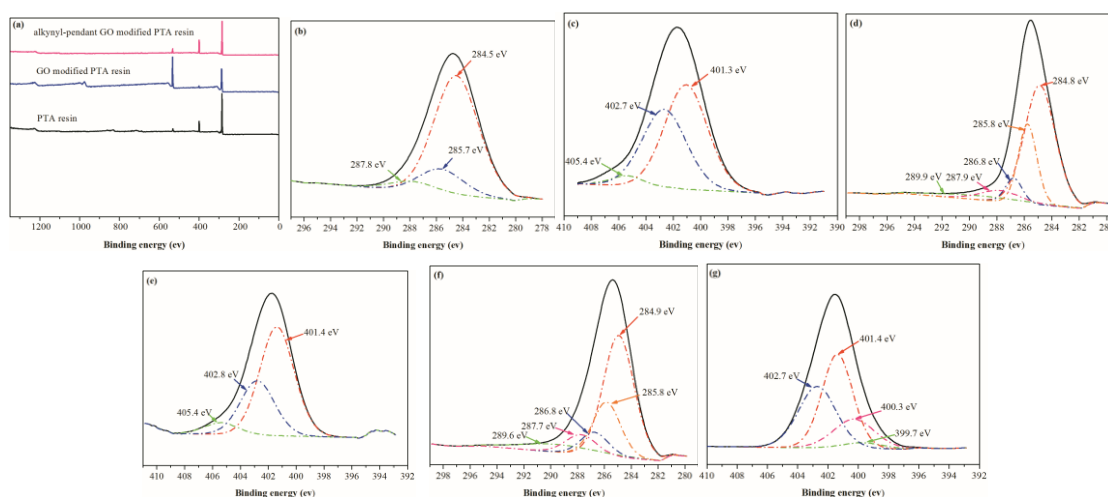 (a)
alkynyl-pendant GO modified PTA resin
GO modified PTA resin
PTA resin
1200 1000 800 600 400 200 0
Binding energy (ev)
(b)
284.5 eV
285.7 eV
287.8 eV
296 294 292 290 288 286 284 282 280 278
Binding energy (ev)
(c)
401.3 eV
402.7 eV
405.4 eV
410 408 406 404 402 400 398 396 394 392 390
Binding energy (ev)
(d)
284.8 eV
285.8 eV
286.8 eV
289.9 eV 287.9 eV
298 296 294 292 290 288 286 284 282 280
Binding energy (ev)
(e)
401.4 eV
402.8 eV
405.4 eV
410 408 406 404 402 400 398 396 394 392
Binding energy (ev)
(f)
284.9 eV
285.8 eV
286.8 eV
287.7 eV
289.6 eV
298 296 294 292 290 288 286 284 282 280
Binding energy (ev)
(g)
401.4 eV
402.7 eV
400.3 eV
399.7 eV
408 406 404 402 400 398 396 394 392
Binding energy (ev)